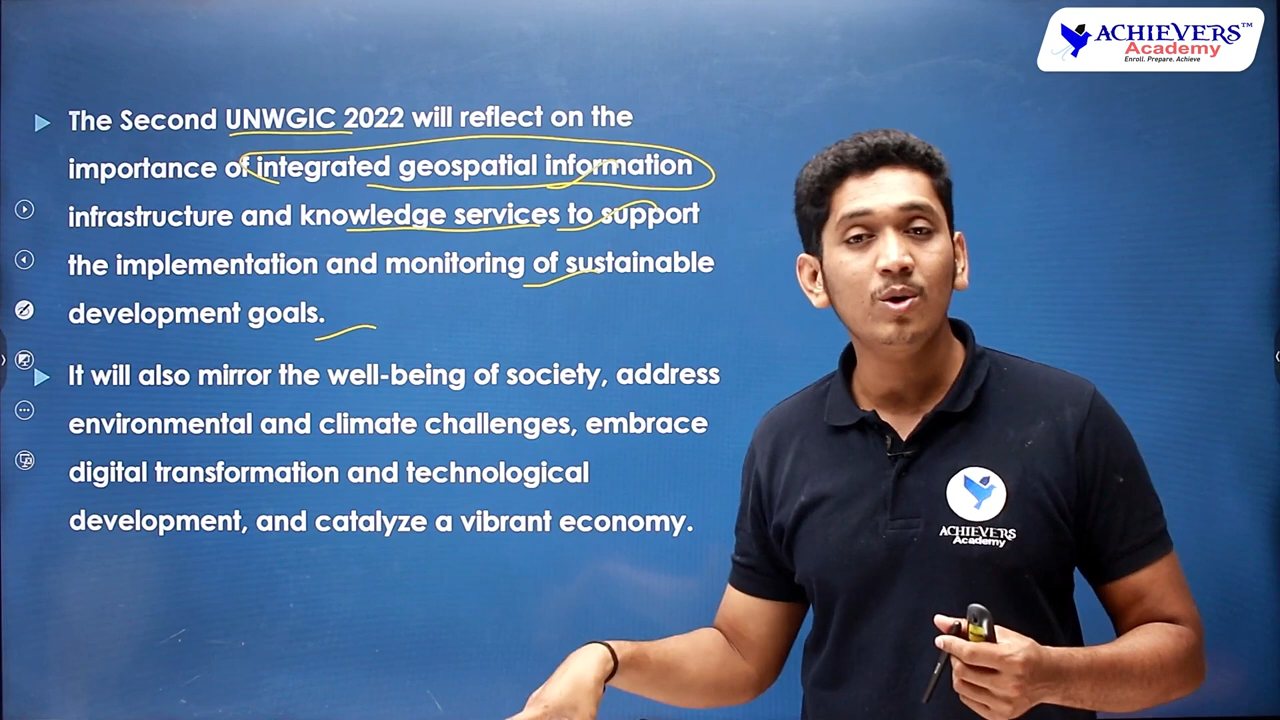 ACHIEVERS™
Academy
Enroll. Prepare. Achieve
The Second UNWGIC 2022 will reflect on the
importance of integrated geospatial information
infrastructure and knowledge services to support
the implementation and monitoring of sustainable
development goals.
It will also mirror the well-being of society, address
environmental and climate challenges, embrace
digital transformation and technological
development, and catalyze a vibrant economy.
ACHIEVERS
Academy